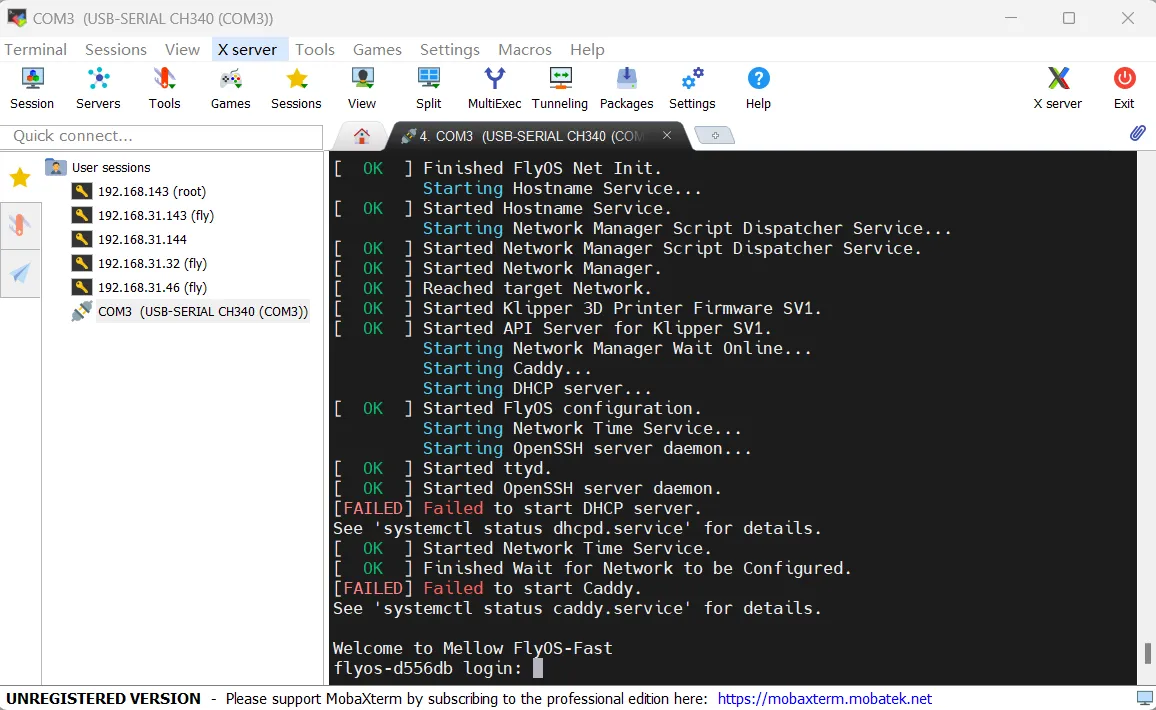 COM3  (USB-SERIAL CH340 (COM3))
Terminal Sessions View X server Tools Games Settings Macros Help
Session Servers Tools Games Sessions View Split MultiExec Tunneling Packages Settings Help X server Exit
Quick connect...
4. COM3  (USB-SERIAL CH340 (COM
User sessions
192.168.143 (root)
192.168.31.143 (fly)
192.168.31.144
192.168.31.32 (fly)
192.168.31.46 (fly)
COM3  (USB-SERIAL CH340 (COM3))
[  OK  ] Finished FlyOS Net Init.
         Starting Hostname Service...
[  OK  ] Started Hostname Service.
         Starting Network Manager Script Dispatcher Service...
[  OK  ] Started Network Manager Script Dispatcher Service.
[  OK  ] Started Network Manager.
[  OK  ] Reached target Network.
[  OK  ] Started Klipper 3D Printer Firmware SV1.
[  OK  ] Started API Server for Klipper SV1.
         Starting Network Manager Wait Online...
         Starting Caddy...
         Starting DHCP server...
[  OK  ] Started FlyOS configuration.
         Starting Network Time Service...
         Starting OpenSSH server daemon...
[  OK  ] Started ttyd.
[  OK  ] Started OpenSSH server daemon.
[FAILED] Failed to start DHCP server.
See 'systemctl status dhcpd.service' for details.
[  OK  ] Started Network Time Service.
[  OK  ] Finished Wait for Network to be Configured.
[FAILED] Failed to start Caddy.
See 'systemctl status caddy.service' for details.
Welcome to Mellow FlyOS-Fast
flyos-d556db login:
UNREGISTERED VERSION - Please support MobaXterm by subscribing to the professional edition here: https://mobaxterm.mobatek.net